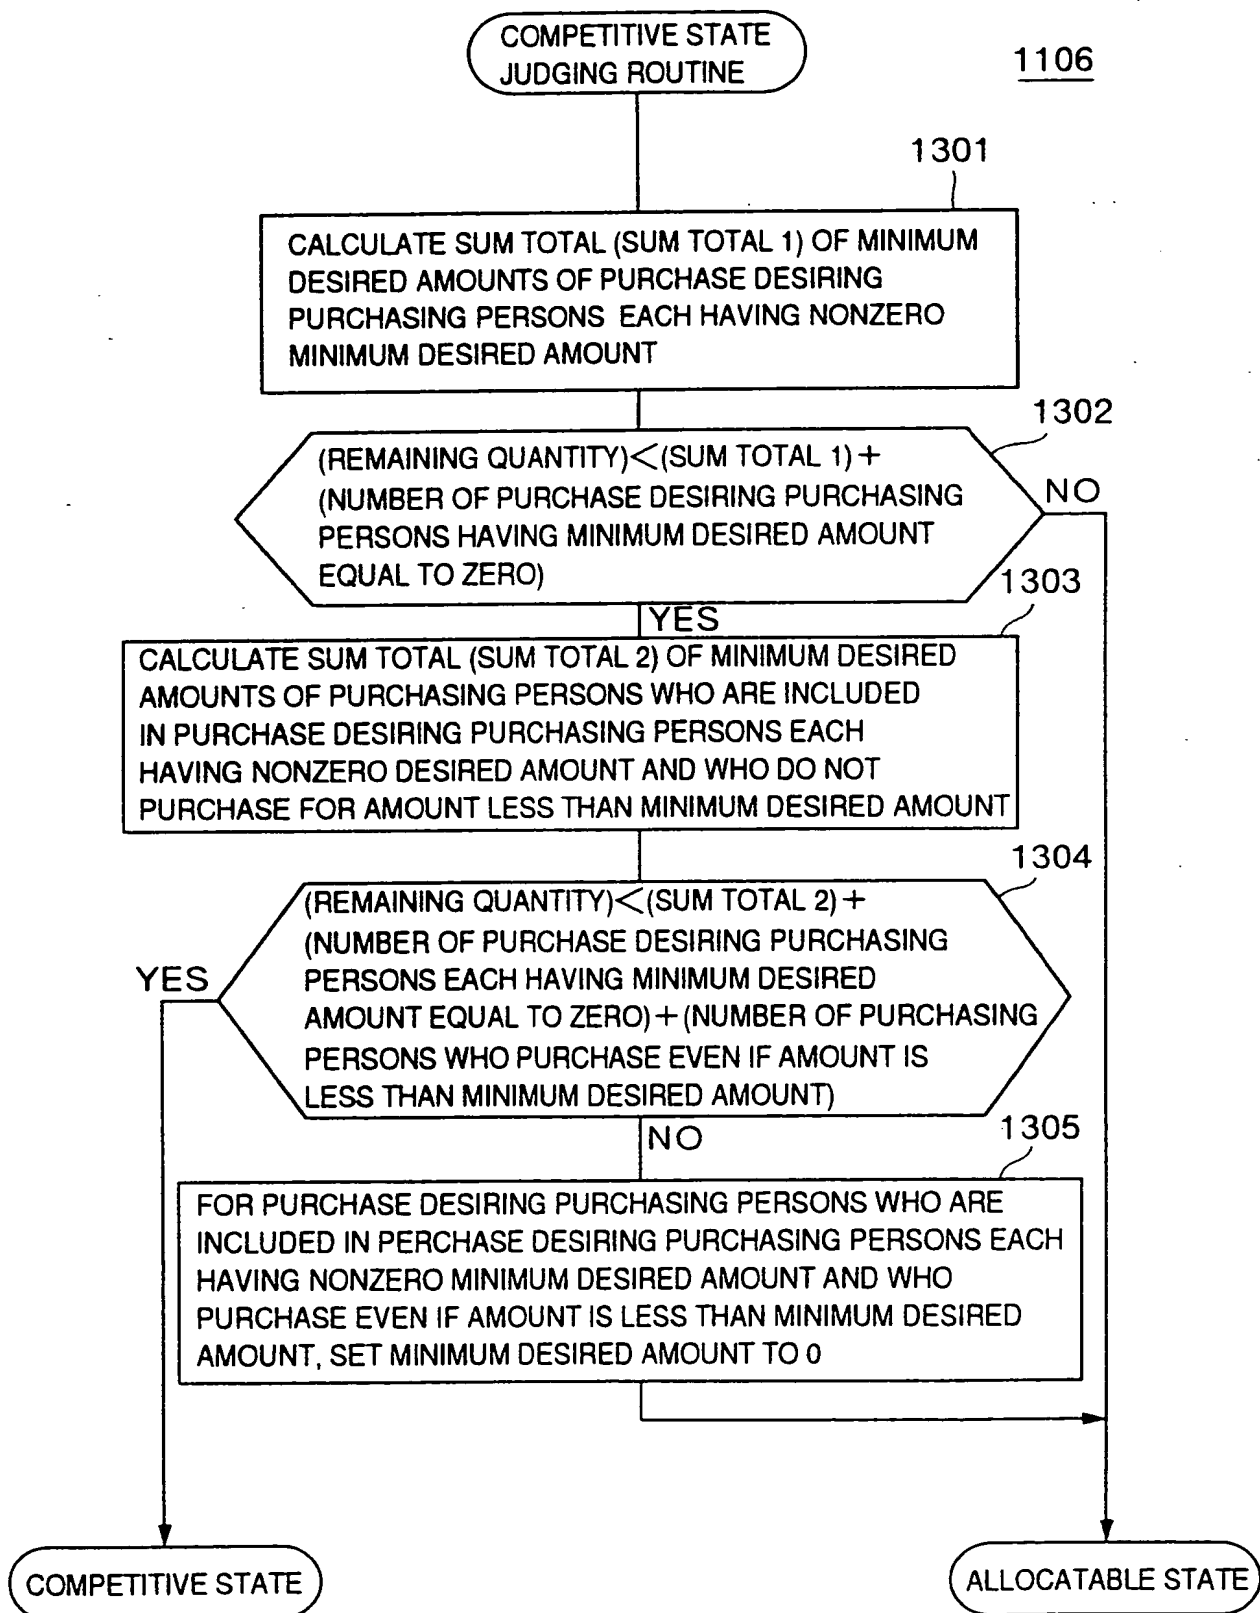 COMPETITIVE STATE
JUDGING ROUTINE
1106
1301
CALCULATE SUM TOTAL (SUM TOTAL 1) OF MINIMUM
DESIRED AMOUNTS OF PURCHASE DESIRING
PURCHASING PERSONS EACH HAVING NONZERO
MINIMUM DESIRED AMOUNT
1302
(REMAINING QUANTITY)<(SUM TOTAL 1)+
(NUMBER OF PURCHASE DESIRING PURCHASING
PERSONS HAVING MINIMUM DESIRED AMOUNT
EQUAL TO ZERO)
NO
YES
1303
CALCULATE SUM TOTAL (SUM TOTAL 2) OF MINIMUM DESIRED
AMOUNTS OF PURCHASING PERSONS WHO ARE INCLUDED
IN PURCHASE DESIRING PURCHASING PERSONS EACH
HAVING NONZERO DESIRED AMOUNT AND WHO DO NOT
PURCHASE FOR AMOUNT LESS THAN MINIMUM DESIRED AMOUNT
1304
(REMAINING QUANTITY)<(SUM TOTAL 2)+
(NUMBER OF PURCHASE DESIRING PURCHASING
PERSONS EACH HAVING MINIMUM DESIRED
AMOUNT EQUAL TO ZERO)+(NUMBER OF PURCHASING
PERSONS WHO PURCHASE EVEN IF AMOUNT IS
LESS THAN MINIMUM DESIRED AMOUNT)
YES
NO
1305
FOR PURCHASE DESIRING PURCHASING PERSONS WHO ARE
INCLUDED IN PERCHASE DESIRING PURCHASING PERSONS EACH
HAVING NONZERO MINIMUM DESIRED AMOUNT AND WHO
PURCHASE EVEN IF AMOUNT IS LESS THAN MINIMUM DESIRED
AMOUNT, SET MINIMUM DESIRED AMOUNT TO 0
COMPETITIVE STATE
ALLOCATABLE STATE